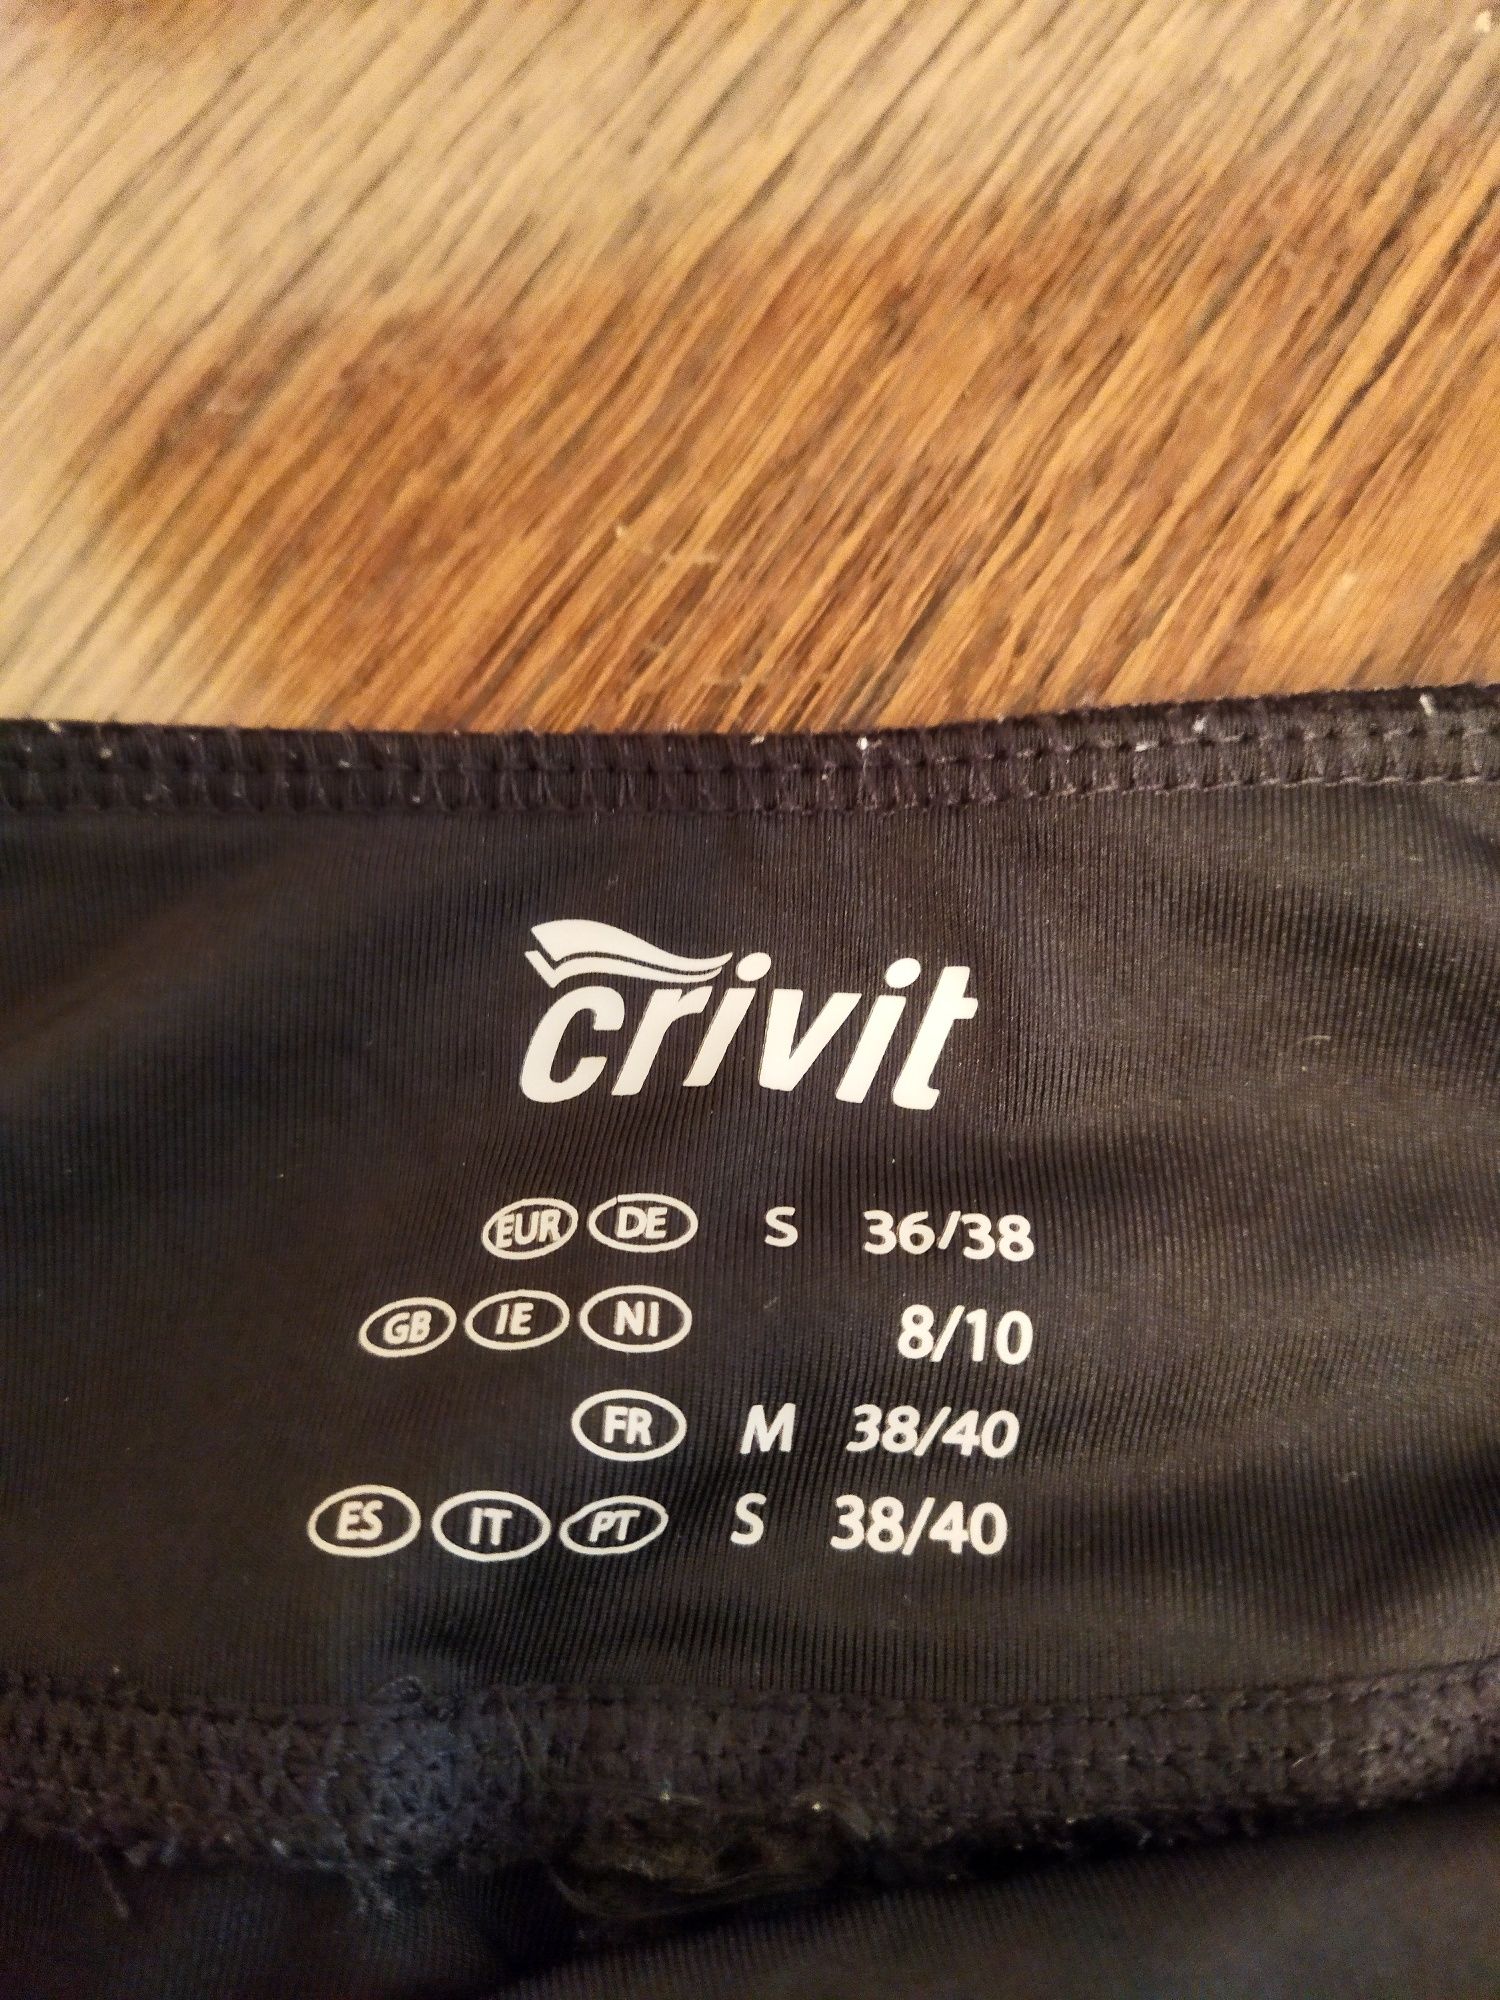 crivit
EUR DE S 36/38
GB IE NI 8/10
FR M 38/40
ES IT PT S 38/40